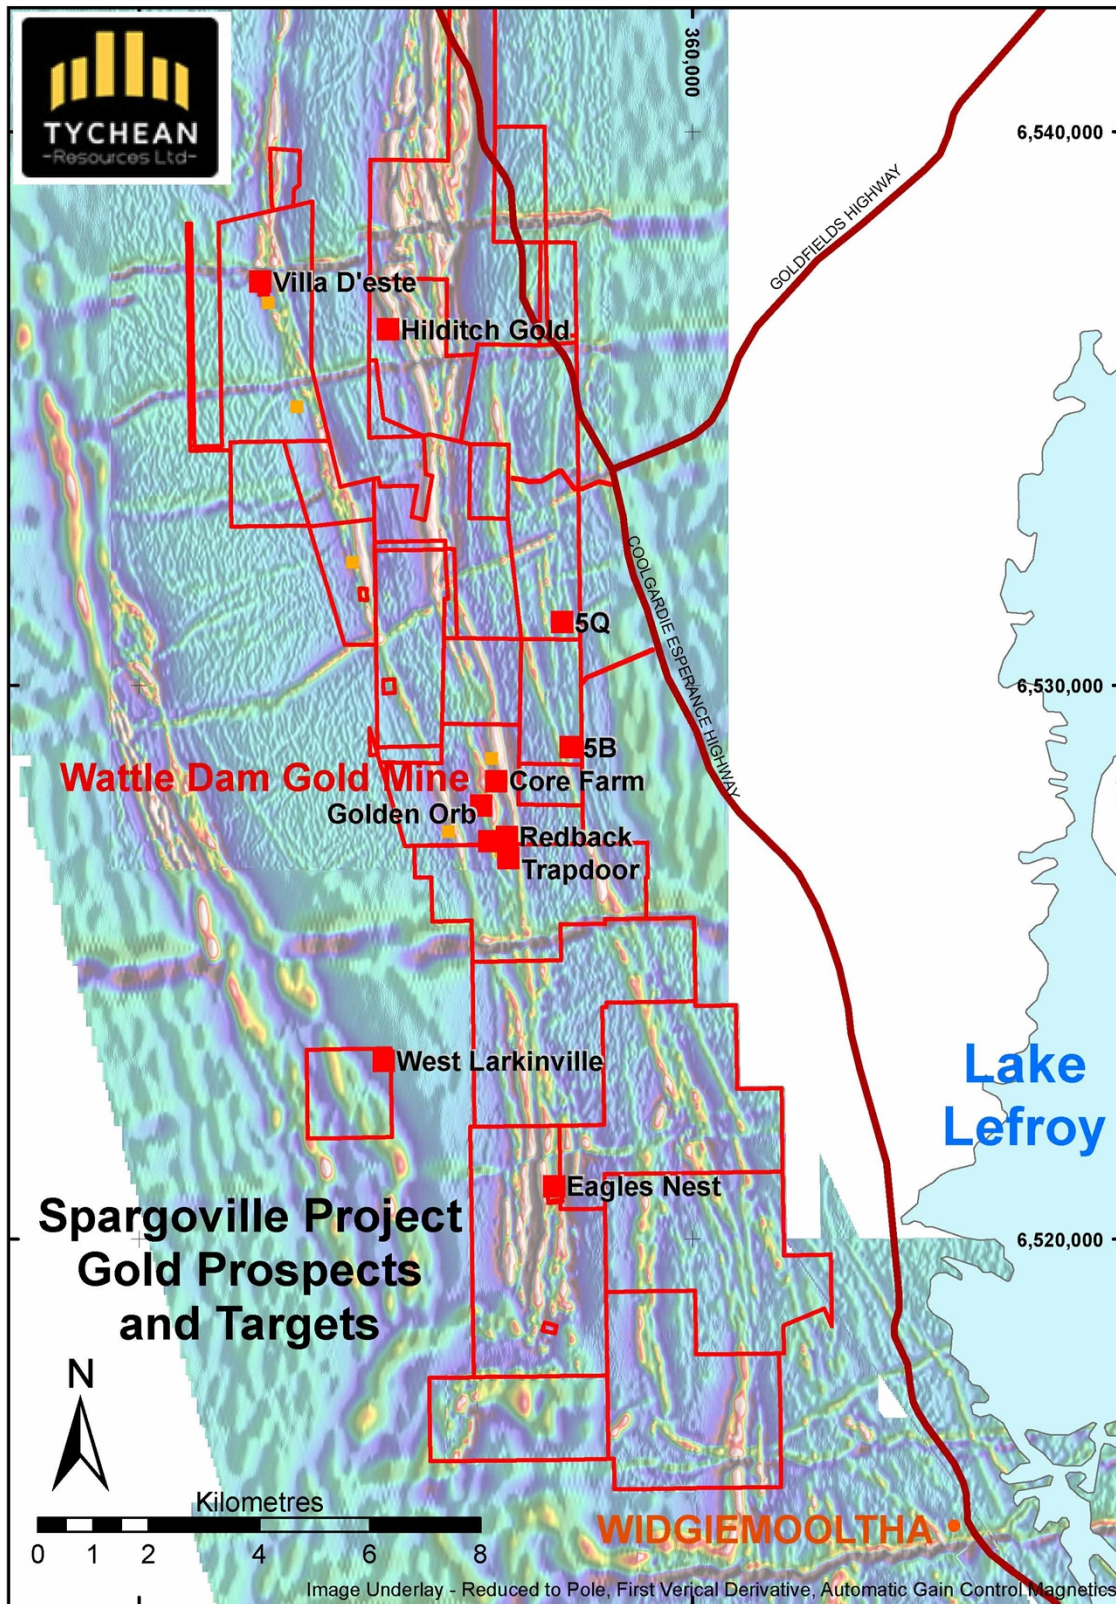 TYCHEAN
-Resources Ltd-
360,000
6,540,000
GOLDFIELDS HIGHWAY
Villa D'este
Hilditch Gold
COOLGARDIE ESPERANCE HIGHWAY
5Q
6,530,000
5B
Wattle Dam Gold Mine
Core Farm
Golden Orb
Redback
Trapdoor
West Larkinville
Lake
Lefroy
Eagles Nest
Spargoville Project
Gold Prospects
and Targets
6,520,000
N
Kilometres
0 1 2 4 6 8
WIDGIEMOOLTHA
Image Underlay - Reduced to Pole, First Verical Derivative, Automatic Gain Control Magnetics